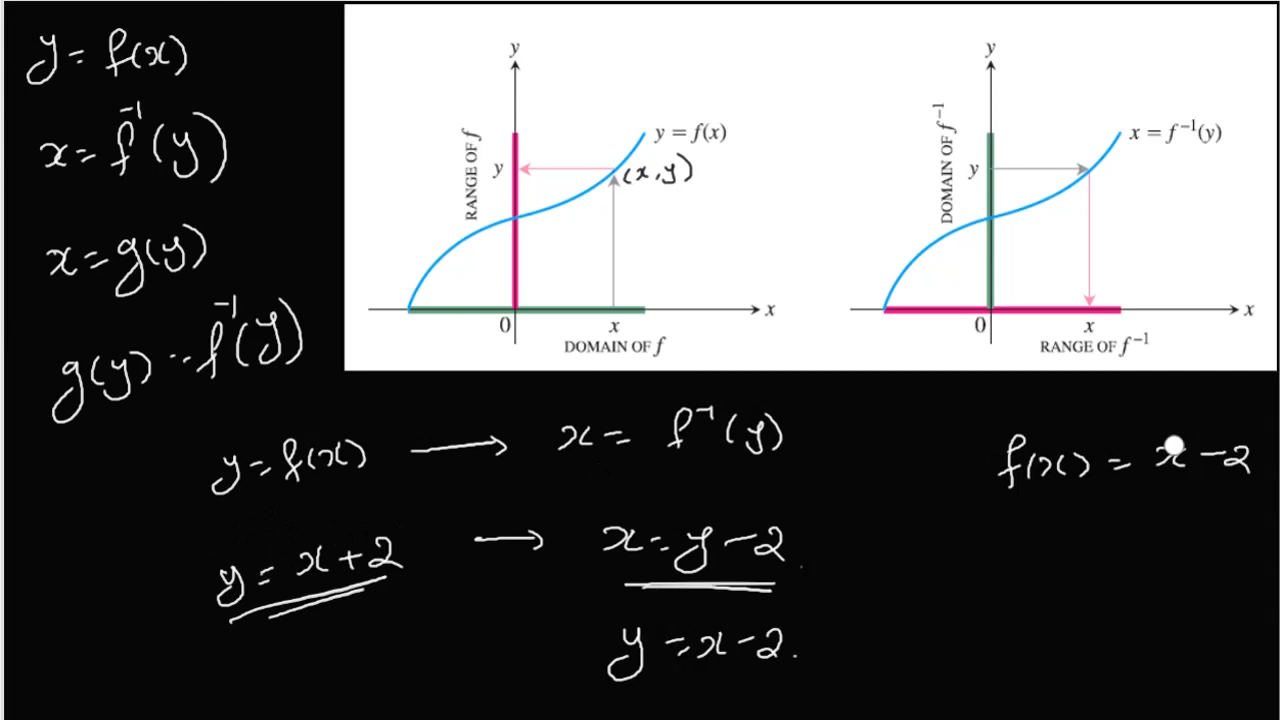 y = f(x)
x = f⁻¹(y)
x = g(y)
g(y) = f⁻¹(y)
y
RANGE OF f
y = f(x)
y
(x, y)
0
x
x
DOMAIN OF f
y
DOMAIN OF f⁻¹
x = f⁻¹(y)
y
0
x
x
RANGE OF f⁻¹
y = f(x) → x = f⁻¹(y)
f(x) = x - 2
y = x + 2 → x = y - 2
y = x - 2.